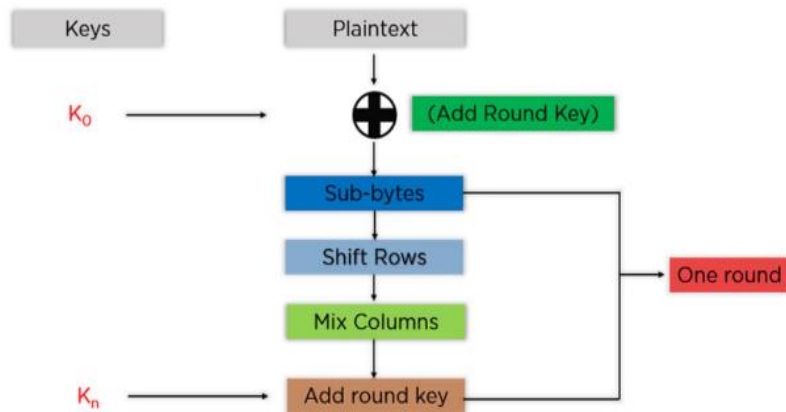 Keys
Plaintext
K₀
(Add Round Key)
Sub-bytes
Shift Rows
One round
Mix Columns
Kₙ
Add round key